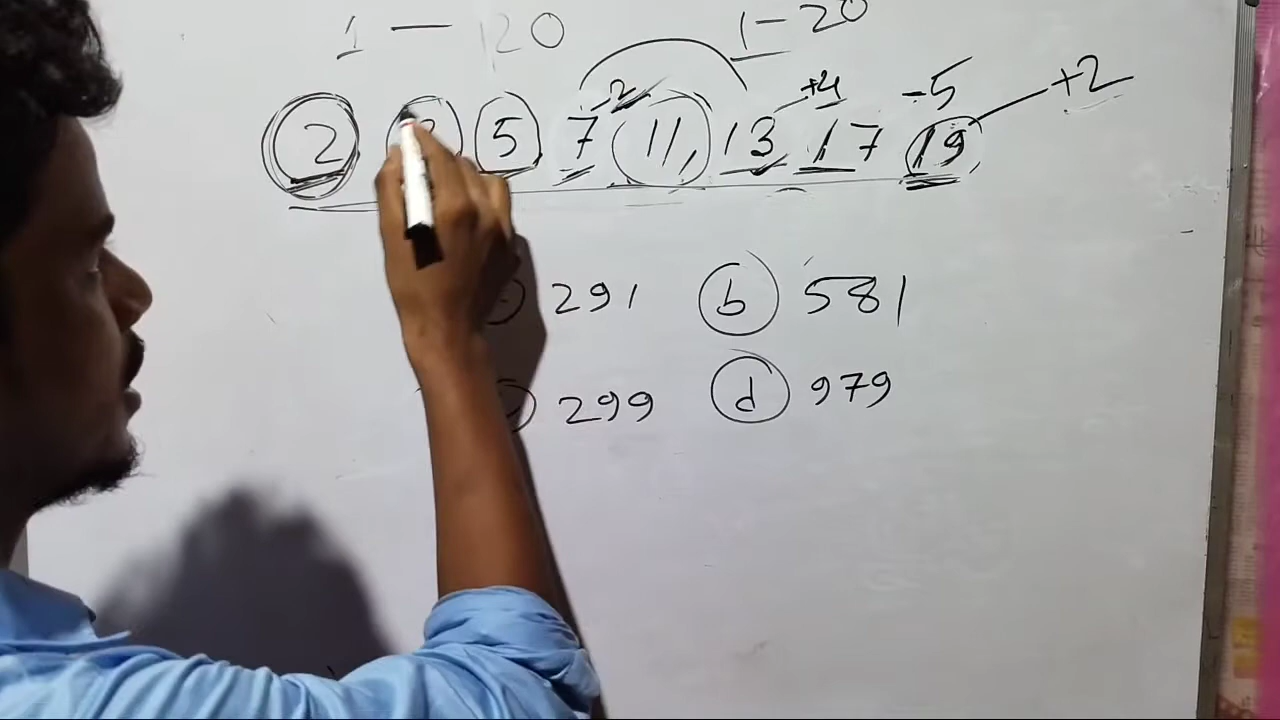 1 — 120 1 – 20
-2 +4 -5 +2
2 5 7 11, 13 17 19
291 b 581
299 d 979